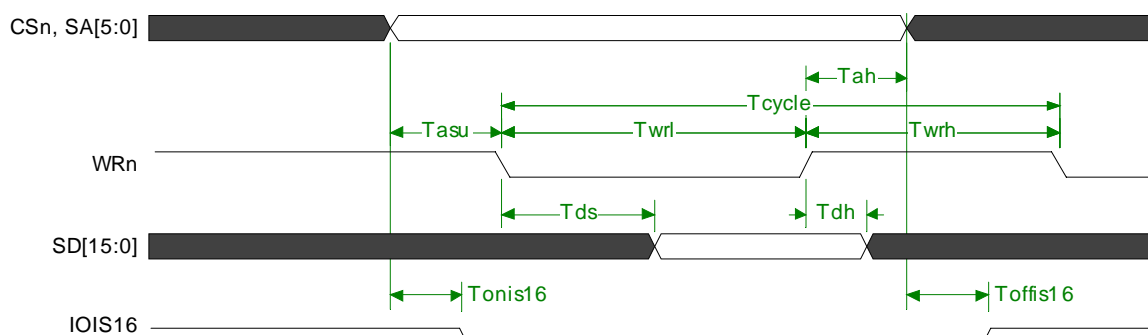 CSn, SA[5:0]
Tah
Tcycle
Tasu
Twrl
Twrh
WRn
Tds
Tdh
SD[15:0]
Tonis16
Toffis16
IOIS16